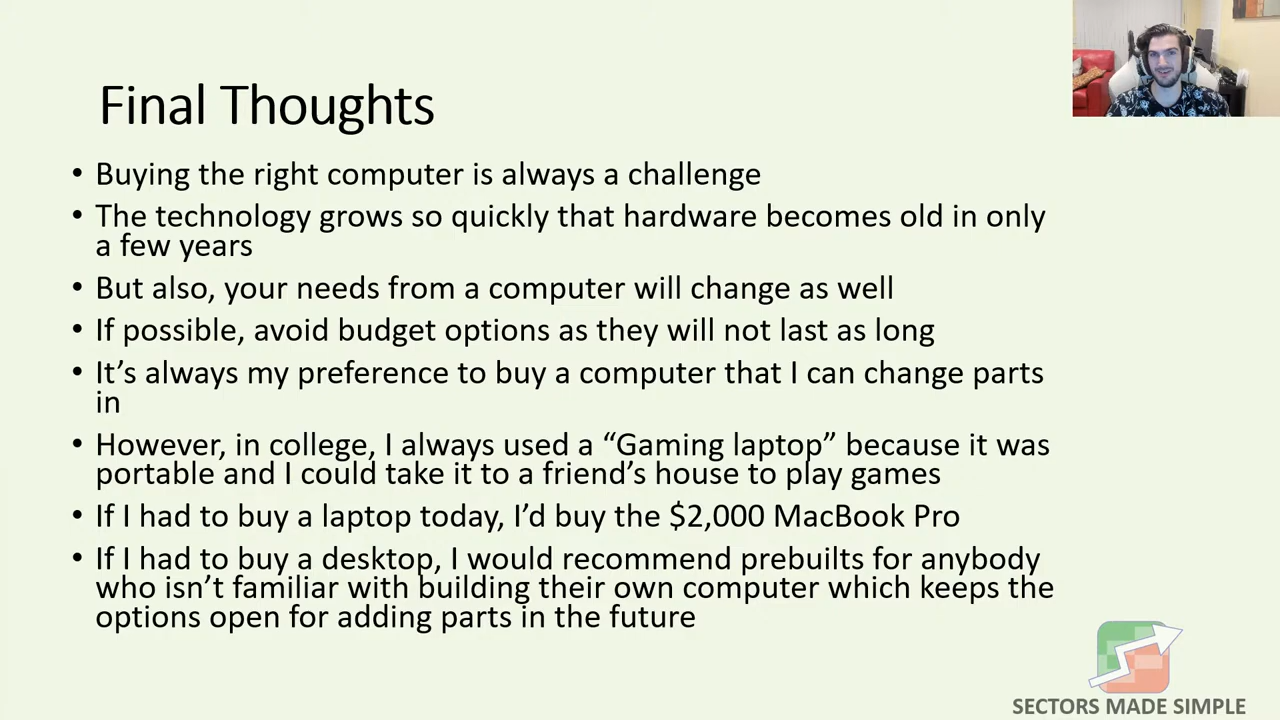 Final Thoughts
• Buying the right computer is always a challenge
• The technology grows so quickly that hardware becomes old in only
a few years
• But also, your needs from a computer will change as well
• If possible, avoid budget options as they will not last as long
• It’s always my preference to buy a computer that I can change parts
in
• However, in college, I always used a “Gaming laptop” because it was
portable and I could take it to a friend’s house to play games
• If I had to buy a laptop today, I’d buy the $2,000 MacBook Pro
• If I had to buy a desktop, I would recommend prebuilts for anybody
who isn’t familiar with building their own computer which keeps the
options open for adding parts in the future
SECTORS MADE SIMPLE